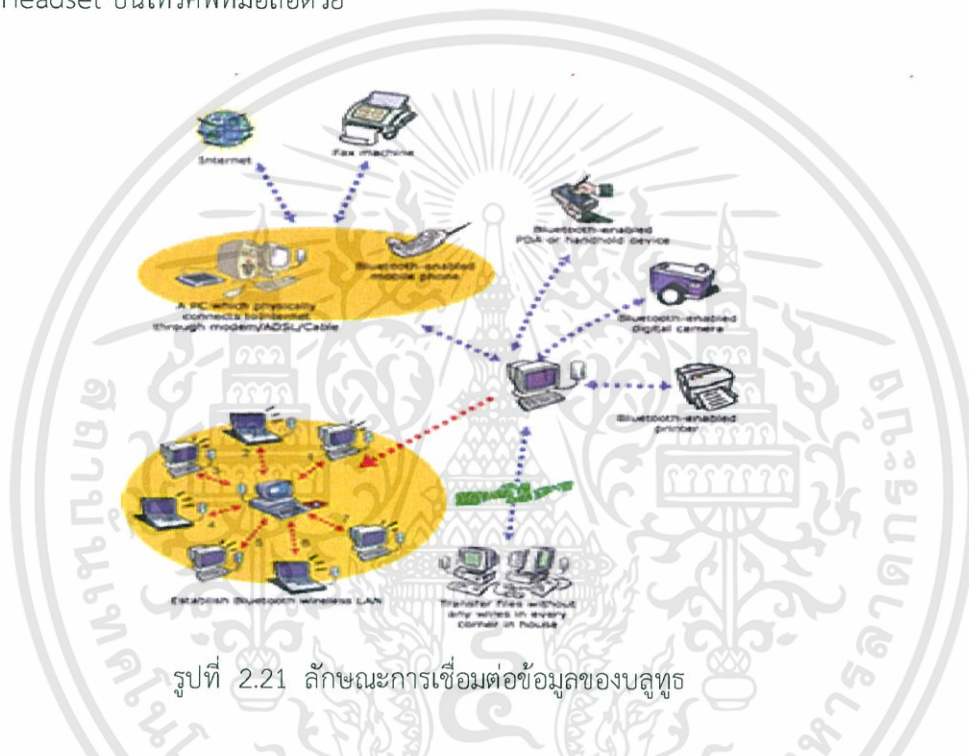 Headset บนโทรศัพท์มือถือด้วย
Internet
Fax machine
Bluetooth-enabled
PDA or handheld device
Bluetooth-enabled
mobile phone
A PC which physically
connects to internet
through modem/ADSL/Cable
Bluetooth-enabled
digital camera
Bluetooth-enabled
printer
Establish Bluetooth wireless LAN
Transfer files without
any wires in every
corner in house
รูปที่ 2.21 ลักษณะการเชื่อมต่อข้อมูลของบลูทูธ